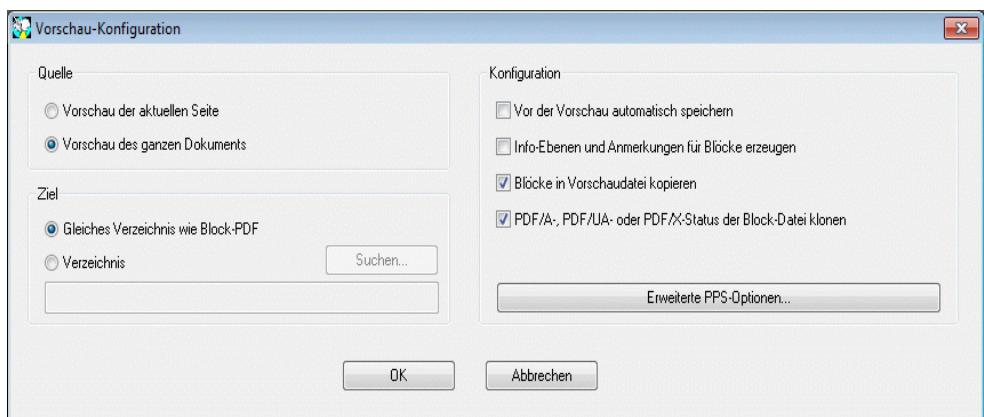 Vorschau-Konfiguration
Quelle
Vorschau der aktuellen Seite
Vorschau des ganzen Dokuments
Ziel
Gleiches Verzeichnis wie Block-PDF
Verzeichnis
Suchen...
Konfiguration
Vor der Vorschau automatisch speichern
Info-Ebenen und Anmerkungen für Blöcke erzeugen
Blöcke in Vorschaudatei kopieren
PDF/A-, PDF/UA- oder PDF/X-Status der Block-Datei klonen
Erweiterte PPS-Optionen...
OK
Abbrechen